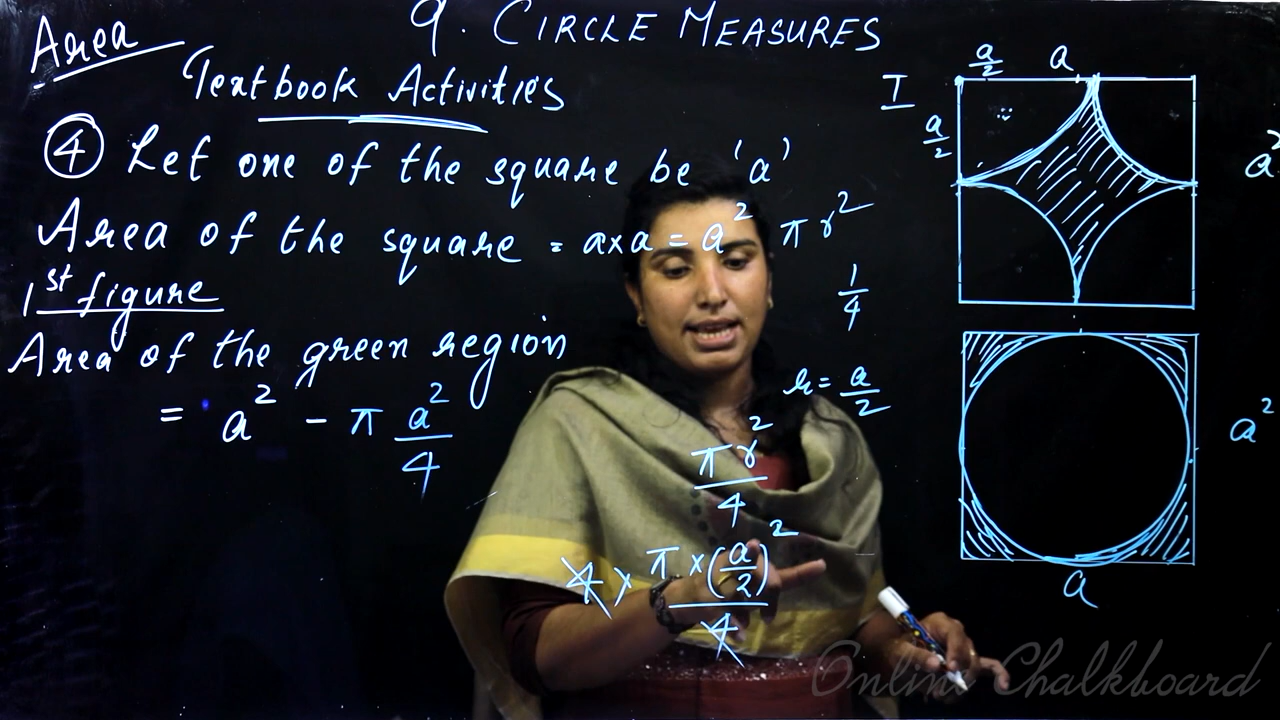 9. CIRCLE MEASURES
Area
Textbook Activities
④ Let one of the square be 'a'
Area of the square = a×a = a²
1st figure
Area of the green region
= a² - π a²/4
πr²
1/4
r = a/2
πr²/4
4 × π×(a/2)²/4
I
a/2 a
a/2
a²
a²
a
Online Chalkboard